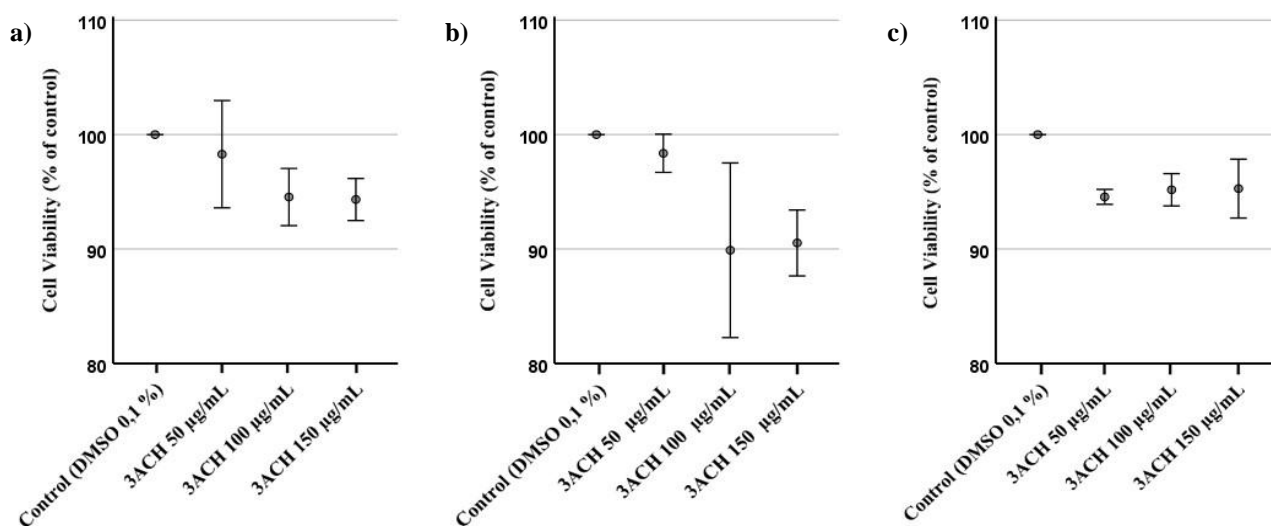 a)
Cell Viability (% of control)
110
100
90
80
Control (DMSO 0,1 %)
3ACH 50 µg/mL
3ACH 100 µg/mL
3ACH 150 µg/mL
b)
Cell Viability (% of control)
110
100
90
80
Control (DMSO 0,1 %)
3ACH 50 µg/mL
3ACH 100 µg/mL
3ACH 150 µg/mL
c)
Cell Viability (% of control)
110
100
90
80
Control (DMSO 0,1 %)
3ACH 50 µg/mL
3ACH 100 µg/mL
3ACH 150 µg/mL